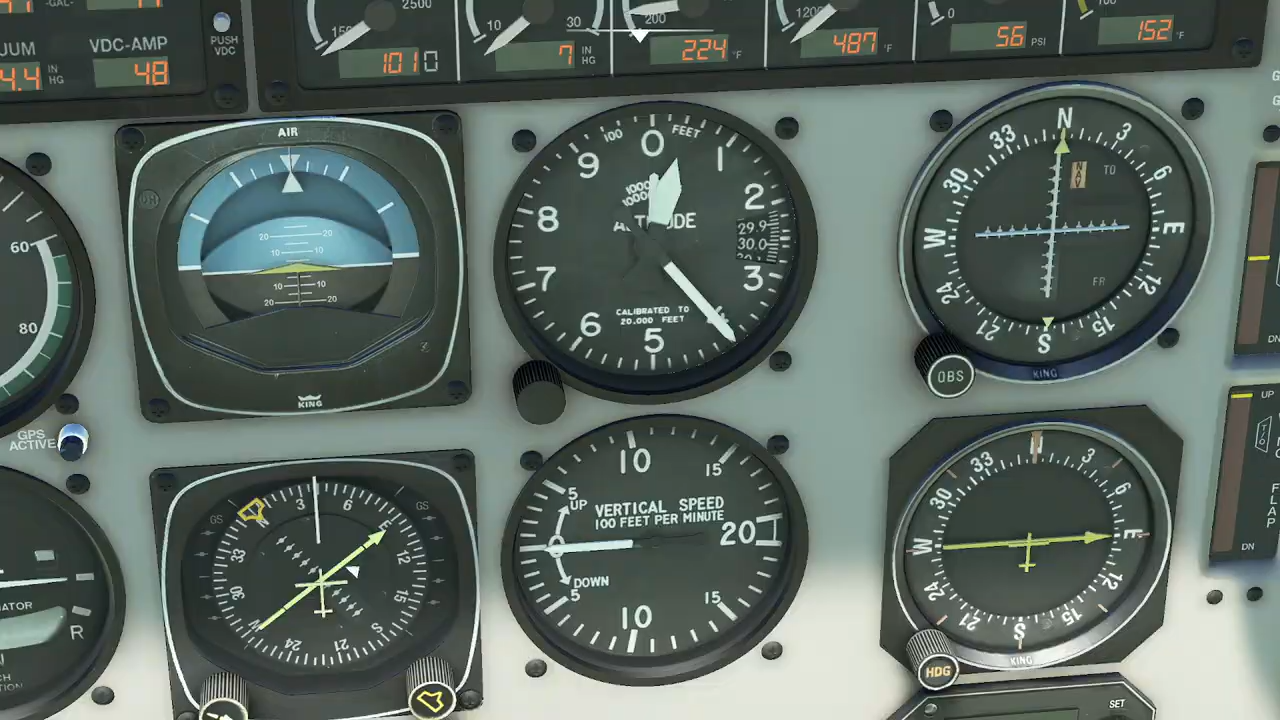 -GAL-
2500
PUSH
VDC
UUM
VDC-AMP
4.4
IN
HG
48
1010
10
30
7
IN
HG
200
224
°F
487
°F
0
56
PSI
152
°F
AIR
20
20
10
10
10
10
20
20
KING
60
80
100
0
FEET
1
2
3
5
6
7
8
9
ALTITUDE
29.9
30.0
CALIBRATED TO
20,000 FEET
N
3
6
E
12
15
S
21
24
W
30
33
NAV
TO
FR
KING
OBS
DN
GPS
ACTIVE
GS
GS
3
6
E
12
15
S
21
24
30
33
10
15
5
UP
VERTICAL SPEED
100 FEET PER MINUTE
20
DOWN
5
10
15
3
6
E
12
15
S
21
24
W
30
33
KING
HDG
UP
FLAP
DN
R
SET